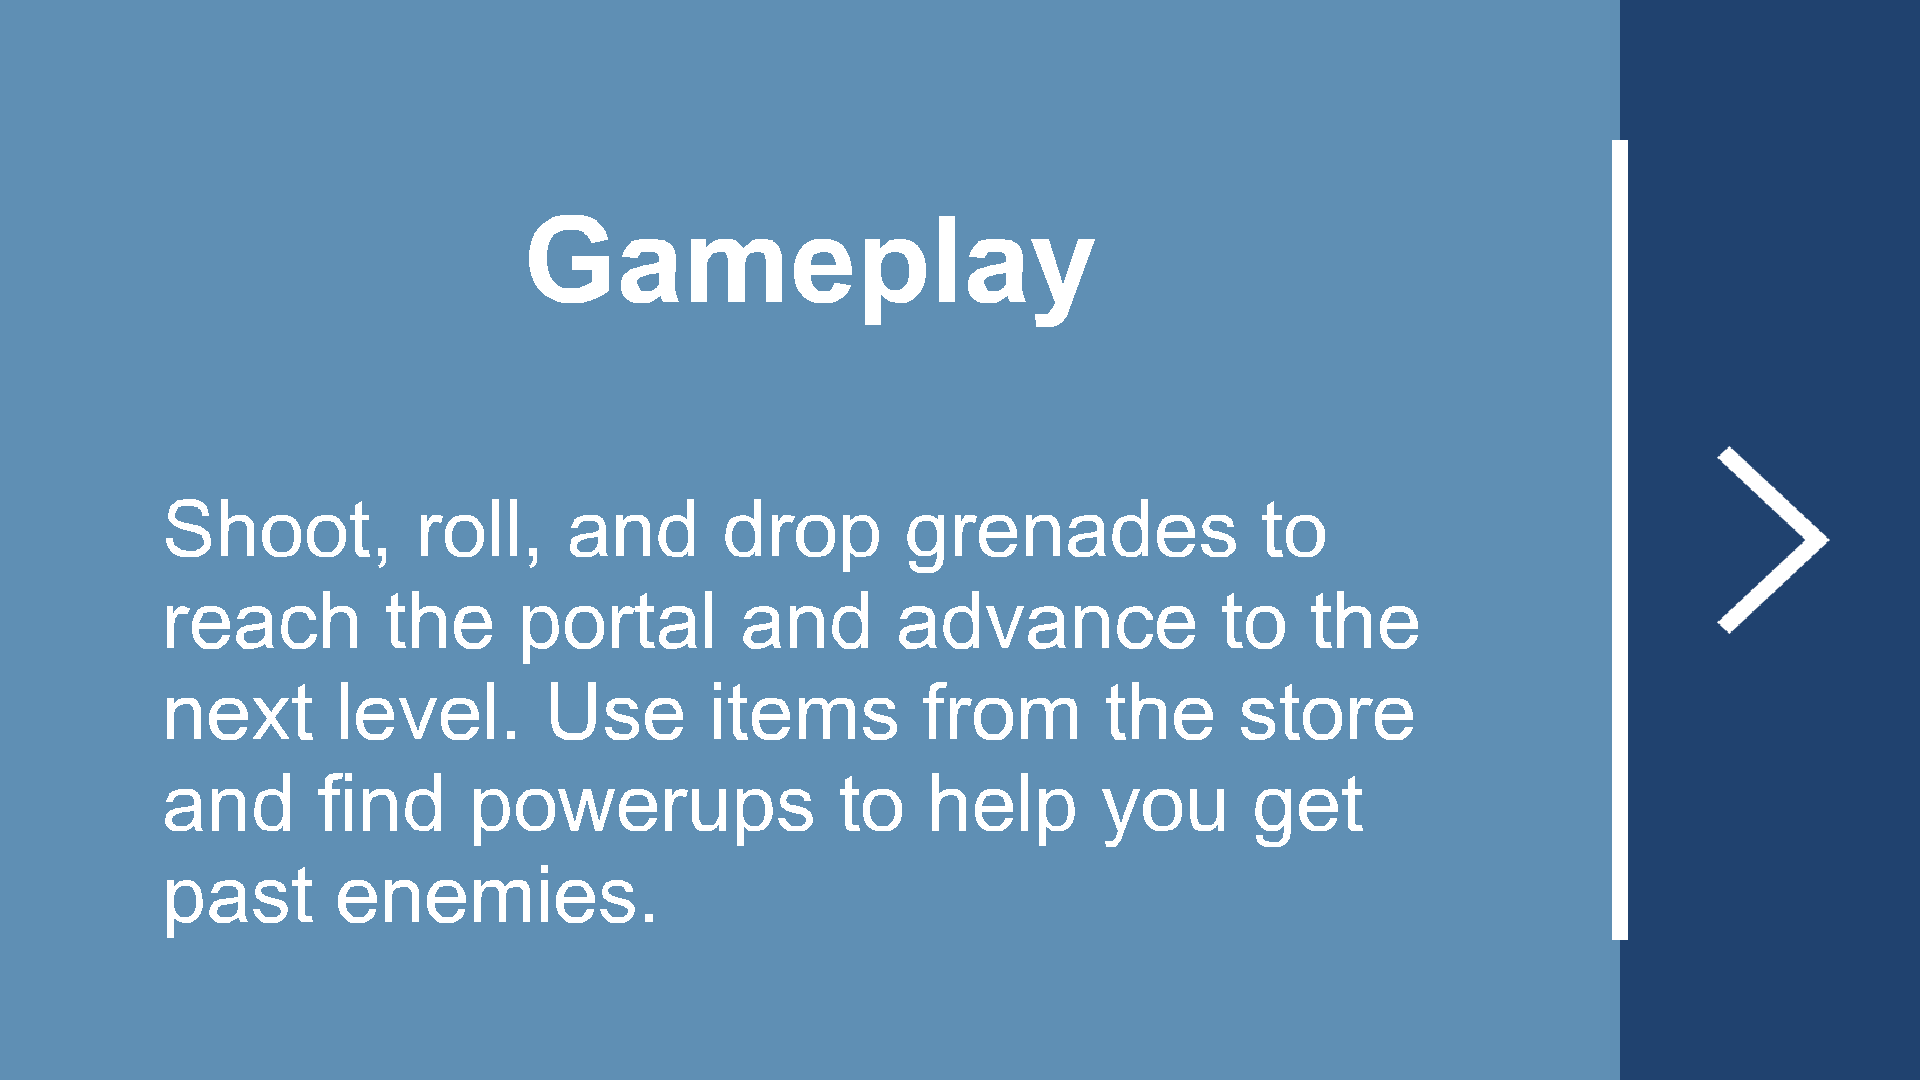 Gameplay
Shoot, roll, and drop grenades to
reach the portal and advance to the
next level. Use items from the store
and find powerups to help you get
past enemies.